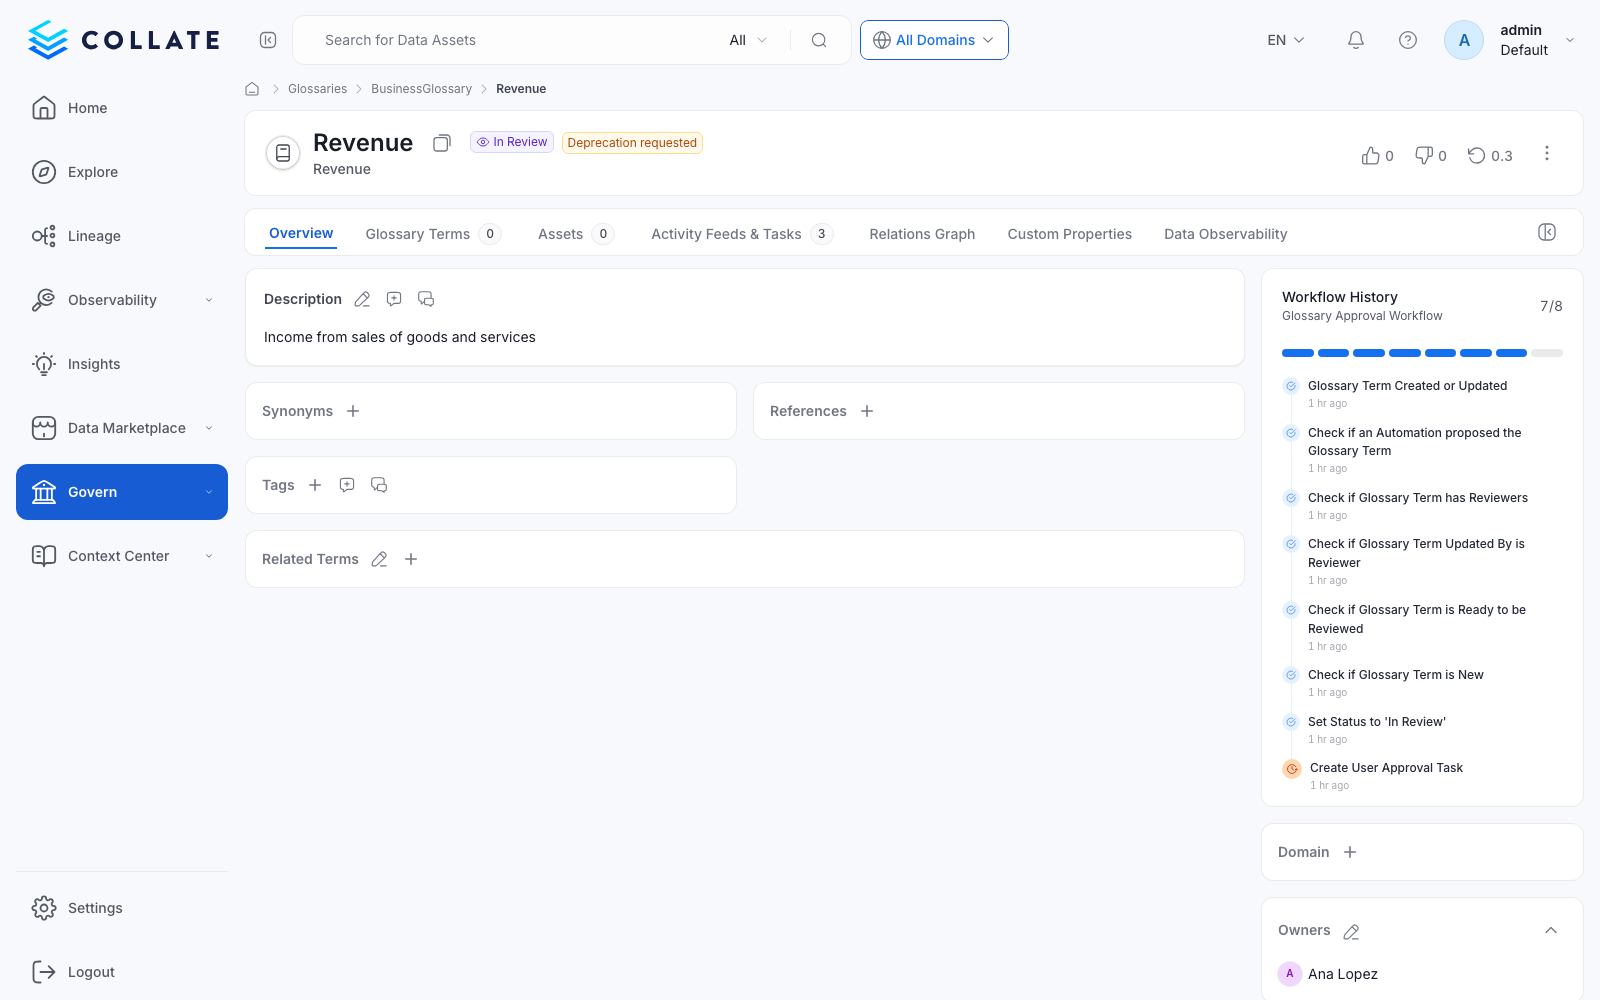 COLLATE
Search for Data Assets
All
All Domains
EN
A
admin
Default
Home
Explore
Lineage
Observability
Insights
Data Marketplace
Govern
Context Center
Settings
Logout
Glossaries
BusinessGlossary
Revenue
Revenue
In Review
Deprecation requested
Revenue
0
0
0.3
Overview
Glossary Terms 0
Assets 0
Activity Feeds & Tasks 3
Relations Graph
Custom Properties
Data Observability
Description
Income from sales of goods and services
Synonyms
References
Tags
Related Terms
Workflow History
Glossary Approval Workflow
7/8
Glossary Term Created or Updated
1 hr ago
Check if an Automation proposed the
Glossary Term
1 hr ago
Check if Glossary Term has Reviewers
1 hr ago
Check if Glossary Term Updated By is
Reviewer
1 hr ago
Check if Glossary Term is Ready to be
Reviewed
1 hr ago
Check if Glossary Term is New
1 hr ago
Set Status to 'In Review'
1 hr ago
Create User Approval Task
1 hr ago
Domain
Owners
A
Ana Lopez